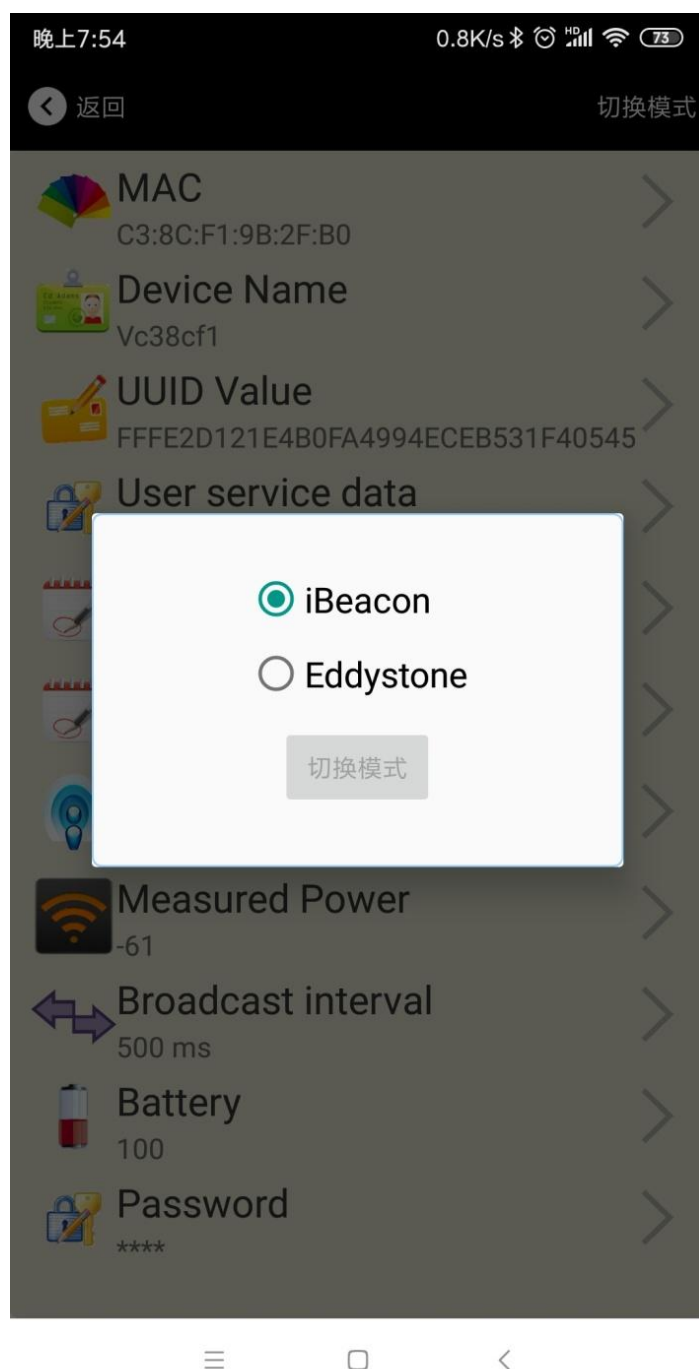 晚上7:54
0.8K/s HD 73
返回
切换模式
MAC
C3:8C:F1:9B:2F:B0
Device Name
Vc38cf1
UUID Value
FFFE2D121E4B0FA4994ECEB531F40545
User service data
iBeacon
Eddystone
切换模式
Measured Power
-61
Broadcast interval
500 ms
Battery
100
Password
****